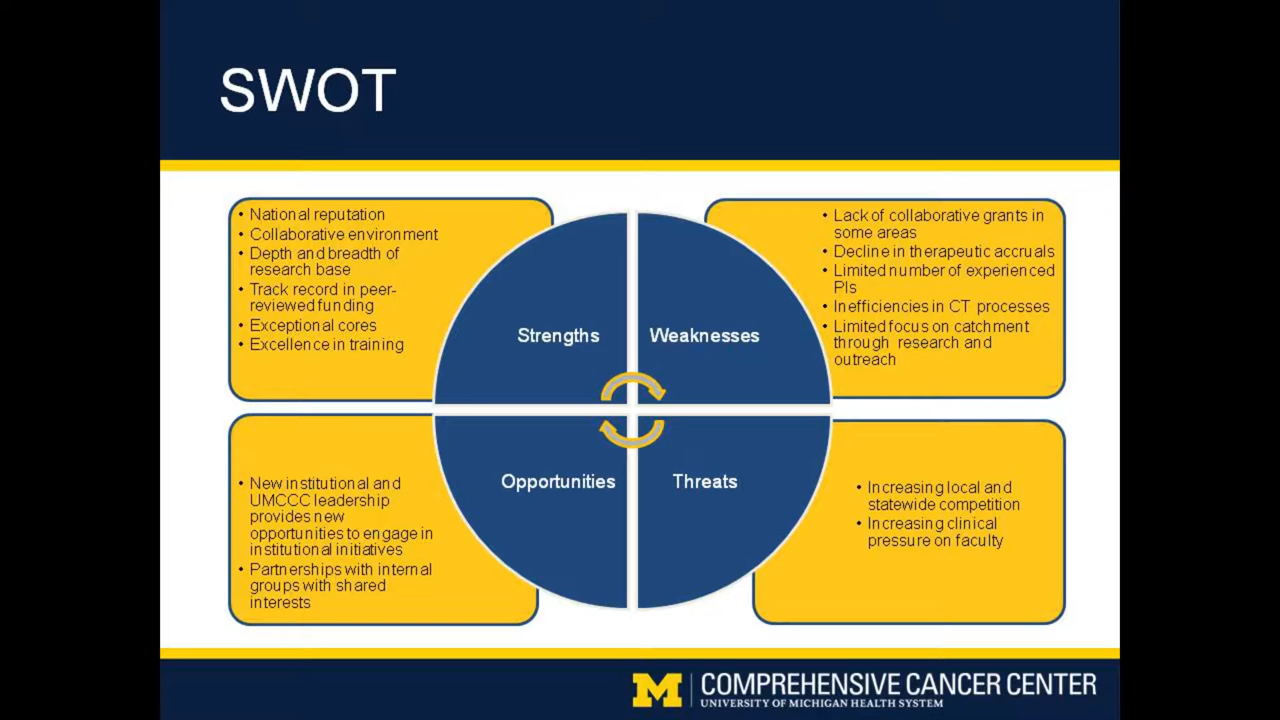 SWOT
• National reputation
• Collaborative environment
• Depth and breadth of
research base
• Track record in peer-
reviewed funding
• Exceptional cores
• Excellence in training
Strengths
Weaknesses
• Lack of collaborative grants in
some areas
• Decline in therapeutic accruals
• Limited number of experienced
PIs
• Inefficiencies in CT processes
• Limited focus on catchment
through research and
outreach
• New institutional and
UMCCC leadership
provides new
opportunities to engage in
institutional initiatives
• Partnerships with internal
groups with shared
interests
Opportunities
Threats
• Increasing local and
statewide competition
• Increasing clinical
pressure on faculty
M
COMPREHENSIVE CANCER CENTER
UNIVERSITY OF MICHIGAN HEALTH SYSTEM